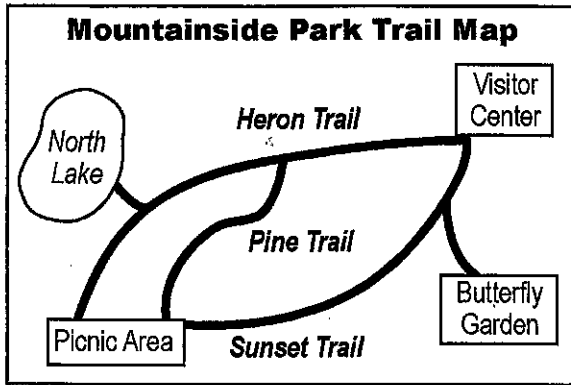 Mountainside Park Trail Map
Visitor
Center
Heron Trail
North
Lake
Pine Trail
Butterfly
Garden
Picnic Area
Sunset Trail